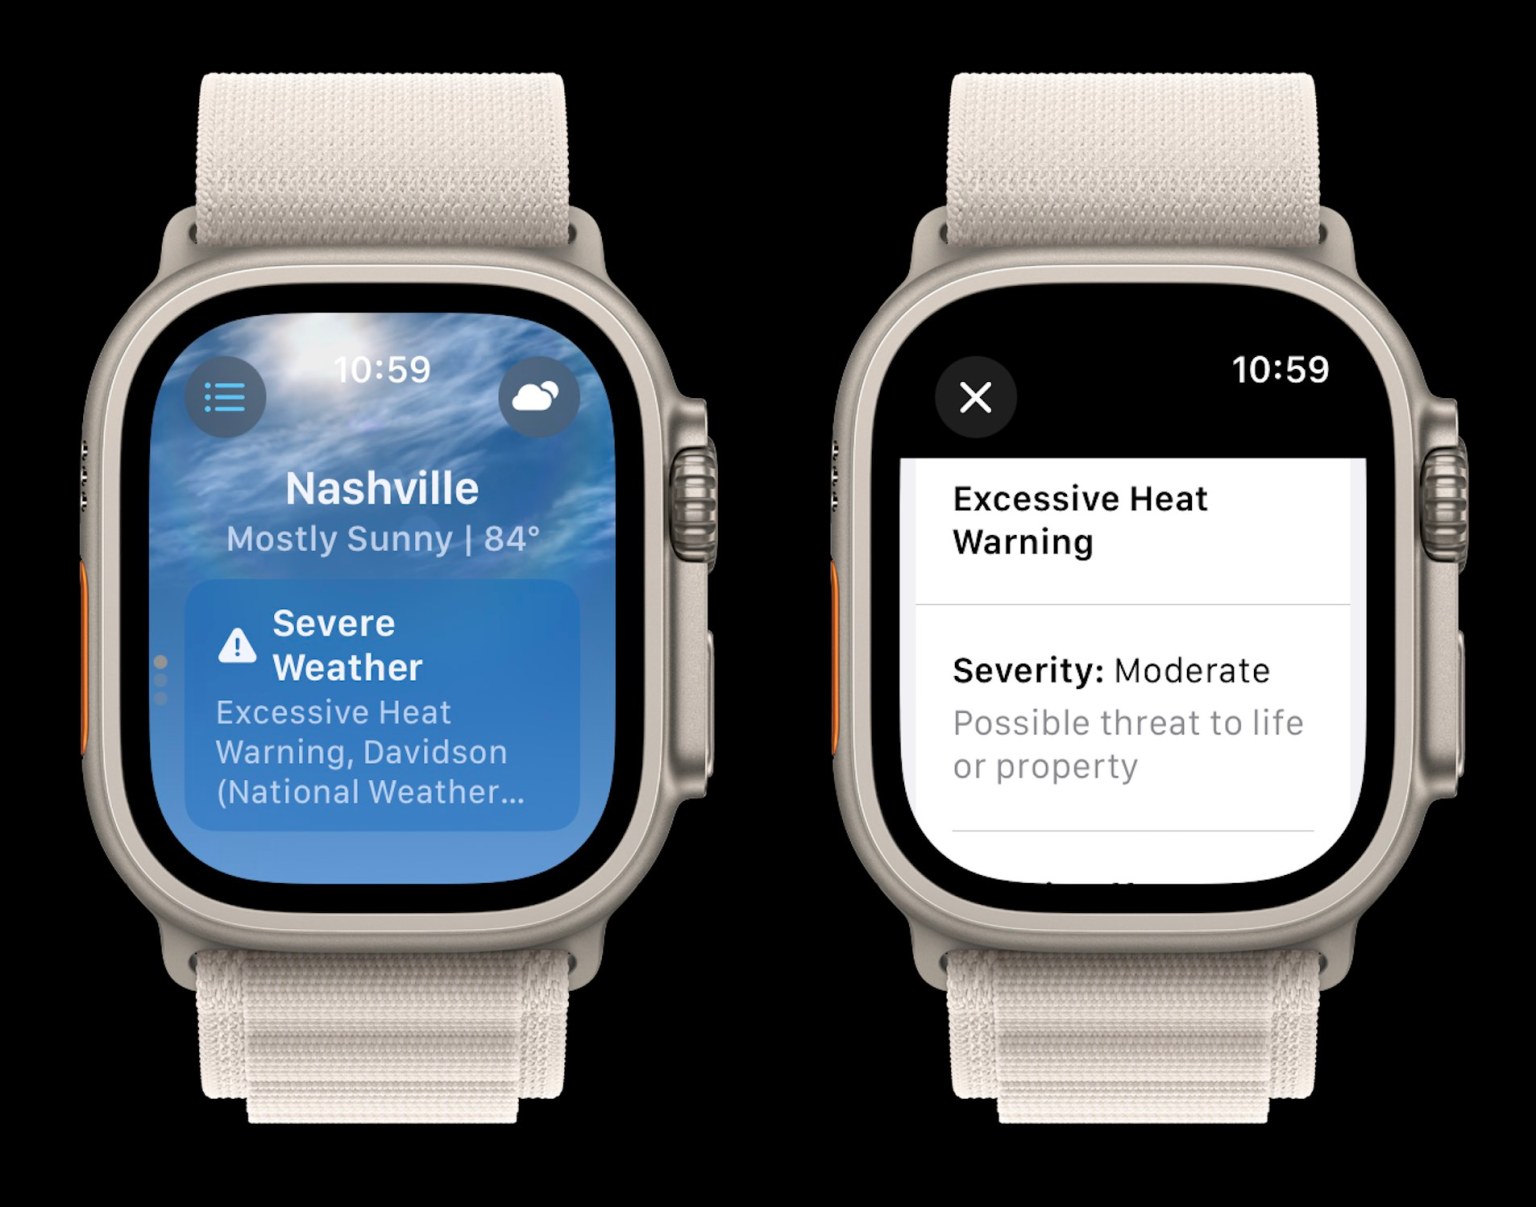 10:59
Nashville
Mostly Sunny | 84°
Severe
Weather
Excessive Heat
Warning, Davidson
(National Weather...
10:59
Excessive Heat
Warning
Severity: Moderate
Possible threat to life
or property